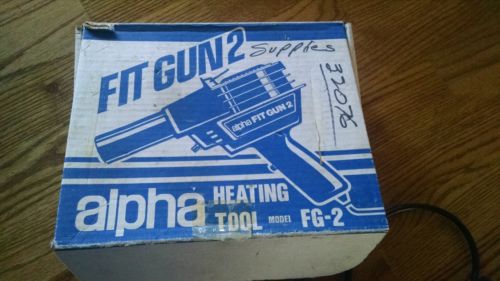 FIT GUN 2
Supplies
alpha FIT GUN 2
alpha HEATING
TOOL MODEL FG-2